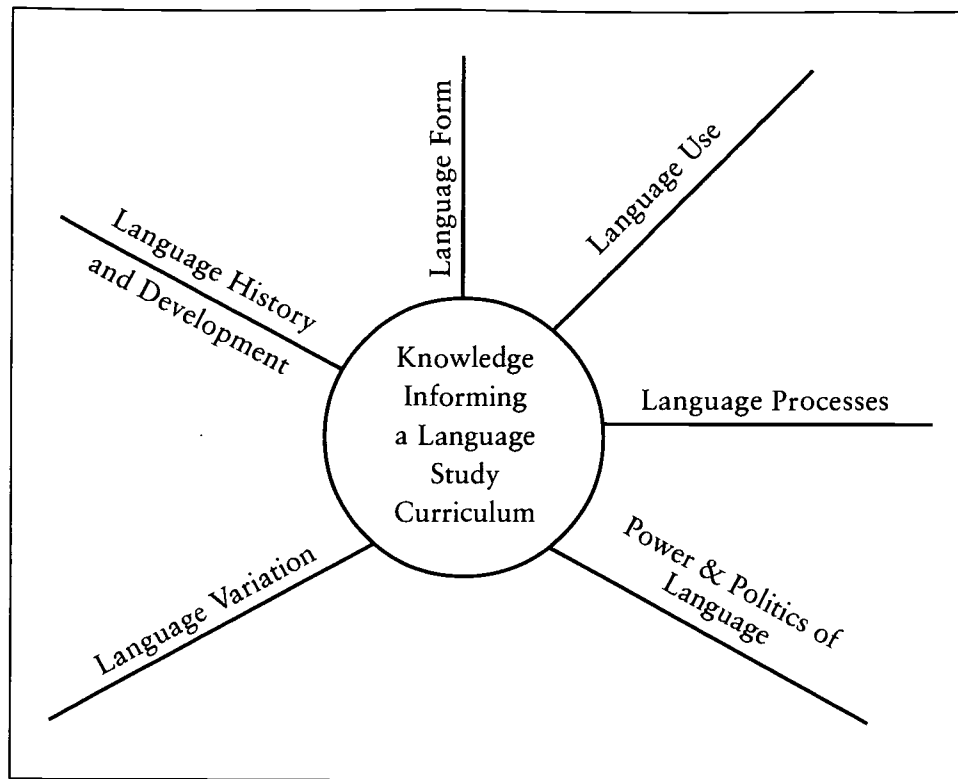 Language Form
Language Use
Language History
and Development
Knowledge
Informing
a Language
Study
Curriculum
Language Processes
Language Variation
Power & Politics of
Language